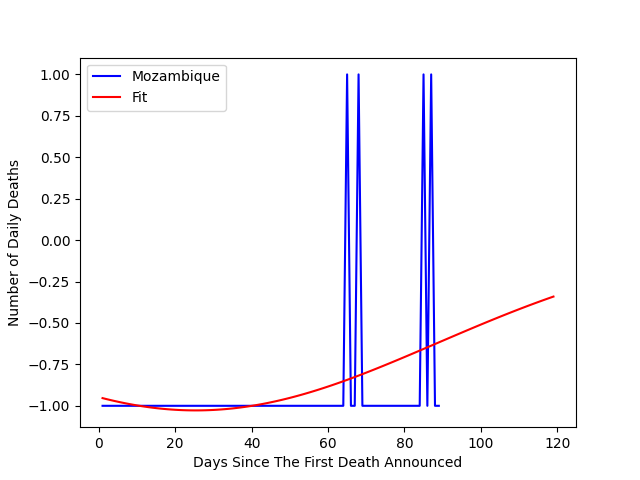 Mozambique
Fit
1.00
0.75
0.50
0.25
0.00
−0.25
−0.50
−0.75
−1.00
Number of Daily Deaths
0 20 40 60 80 100 120
Days Since The First Death Announced